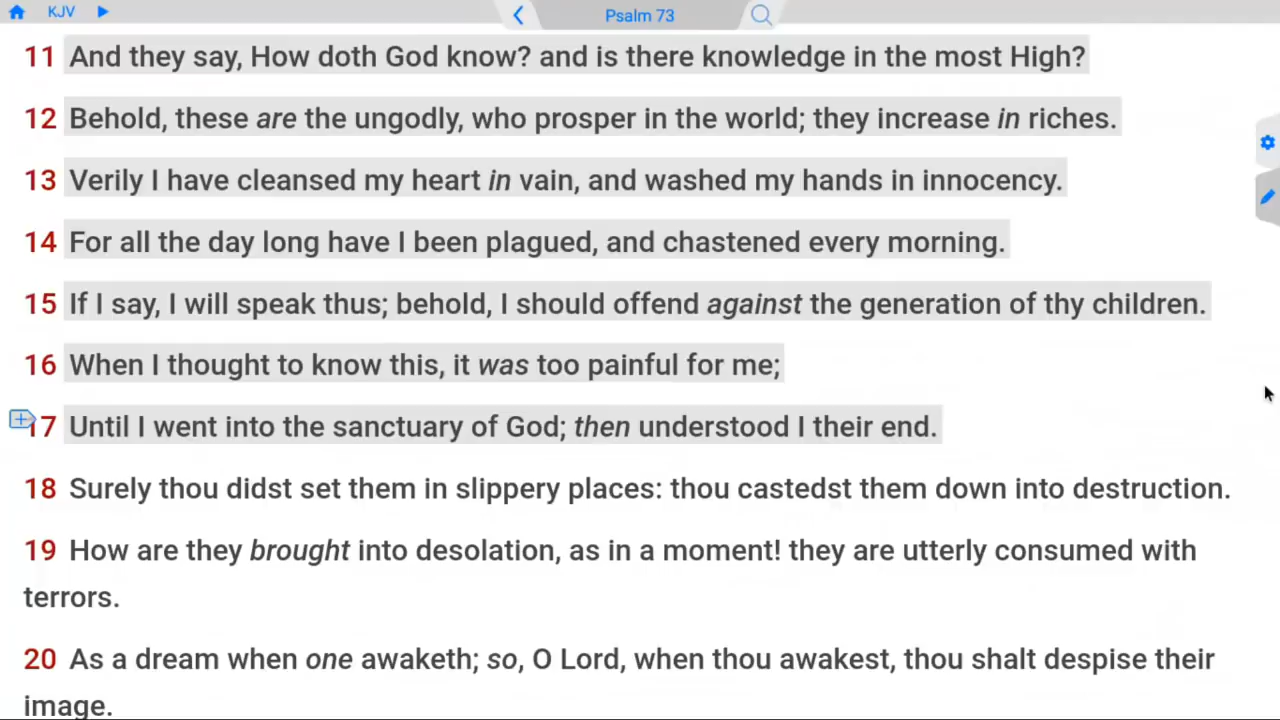 KJV
Psalm 73
11 And they say, How doth God know? and is there knowledge in the most High?
12 Behold, these are the ungodly, who prosper in the world; they increase in riches.
13 Verily I have cleansed my heart in vain, and washed my hands in innocency.
14 For all the day long have I been plagued, and chastened every morning.
15 If I say, I will speak thus; behold, I should offend against the generation of thy children.
16 When I thought to know this, it was too painful for me;
17 Until I went into the sanctuary of God; then understood I their end.
18 Surely thou didst set them in slippery places: thou castedst them down into destruction.
19 How are they brought into desolation, as in a moment! they are utterly consumed with
terrors.
20 As a dream when one awaketh; so, O Lord, when thou awakest, thou shalt despise their
image.